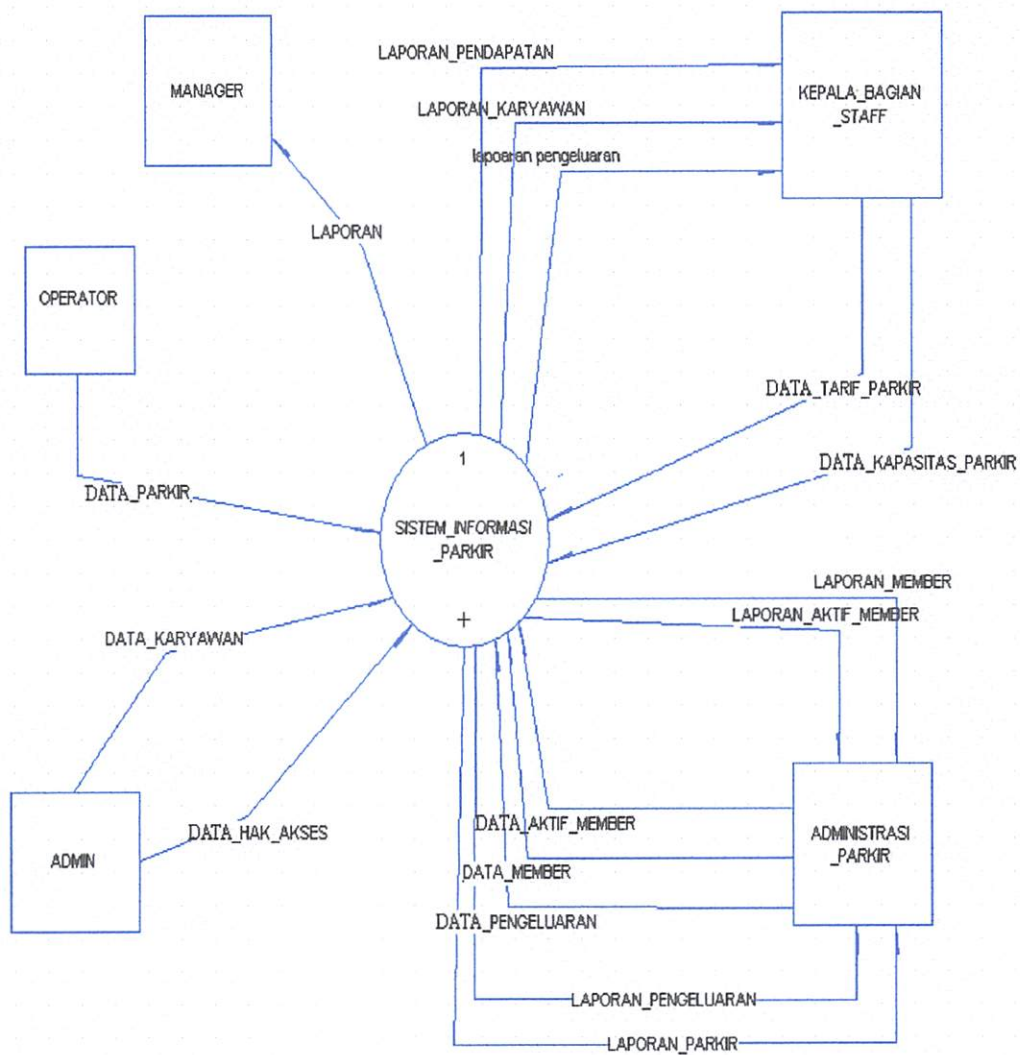 LAPORAN_PENDAPATAN
MANAGER
KEPALA_BAGIAN
_STAFF
LAPORAN_KARYAWAN
lapoaran pengeluaran
LAPORAN
OPERATOR
DATA_TARIF_PARKIR
1
DATA_KAPASITAS_PARKIR
DATA_PARKIR
SISTEM_INFORMASI
_PARKIR
LAPORAN_MEMBER
LAPORAN_AKTIF_MEMBER
+
DATA_KARYAWAN
DATA_AKTIF_MEMBER
DATA_HAK_AKSES
ADMINISTRASI
_PARKIR
ADMIN
DATA_MEMBER
DATA_PENGELUARAN
LAPORAN_PENGELUARAN
LAPORAN_PARKIR